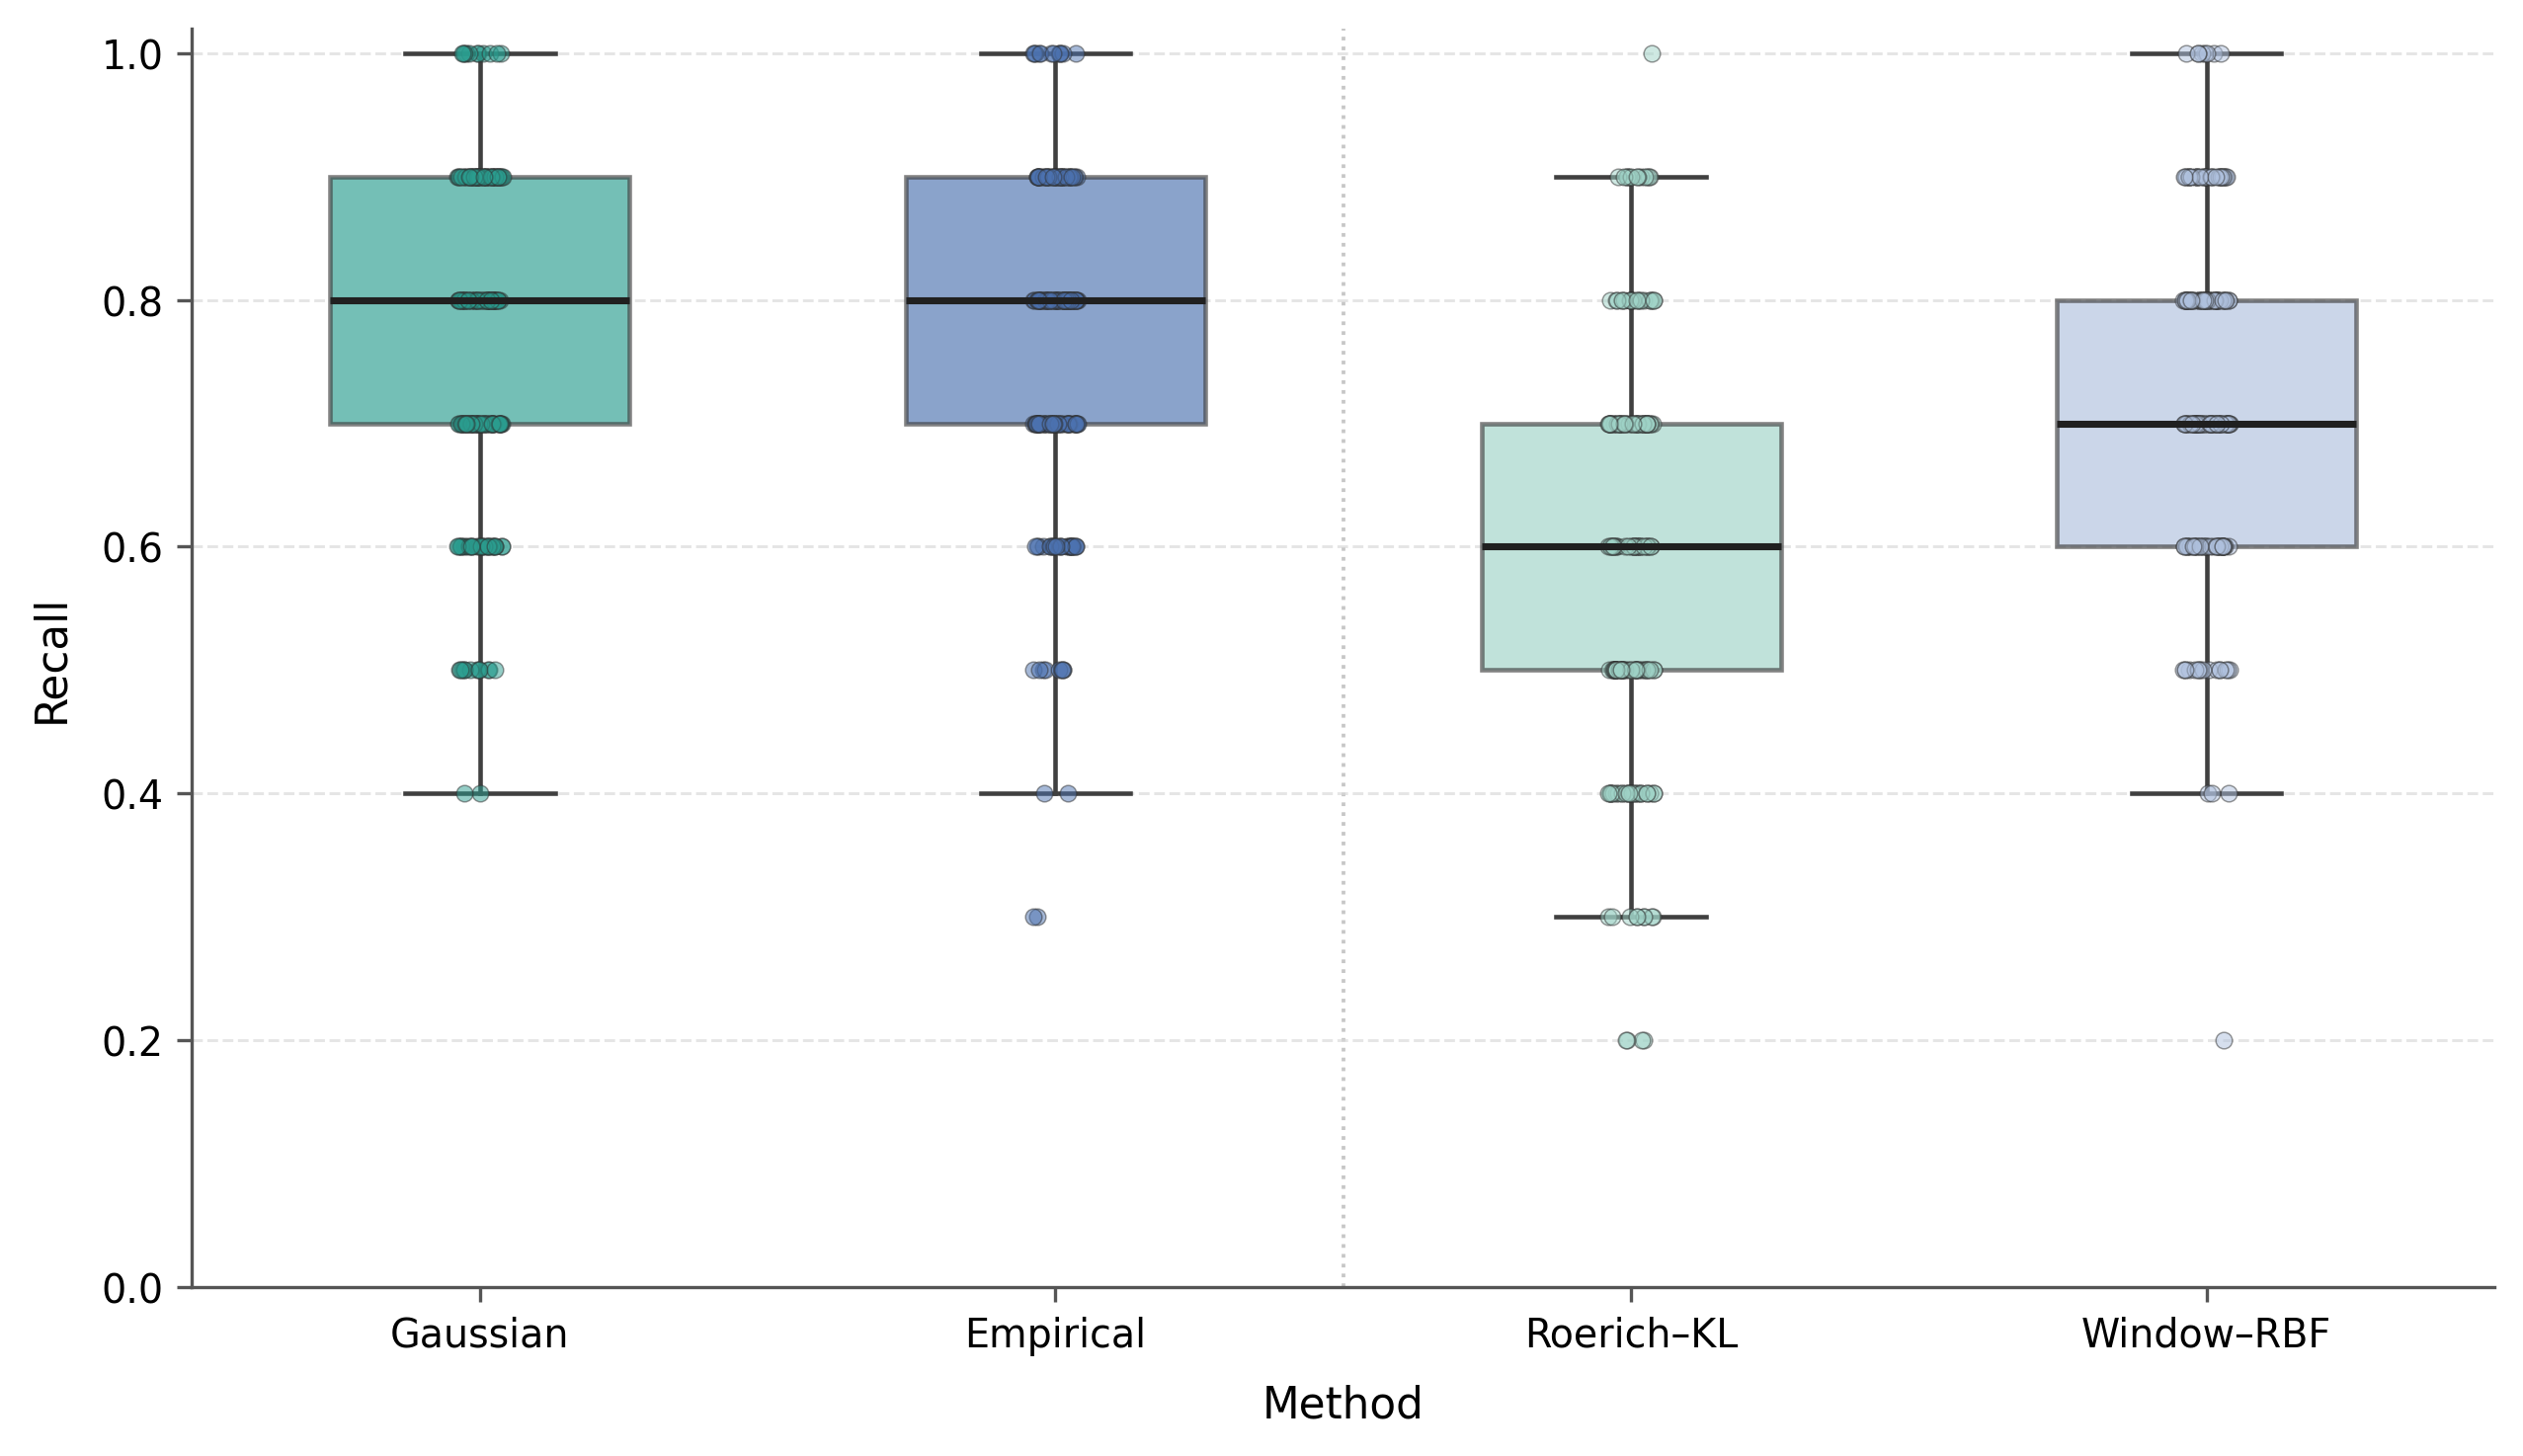 1.0
0.8
0.6
0.4
0.2
0.0
Recall
Gaussian
Empirical
Roerich–KL
Window–RBF
Method